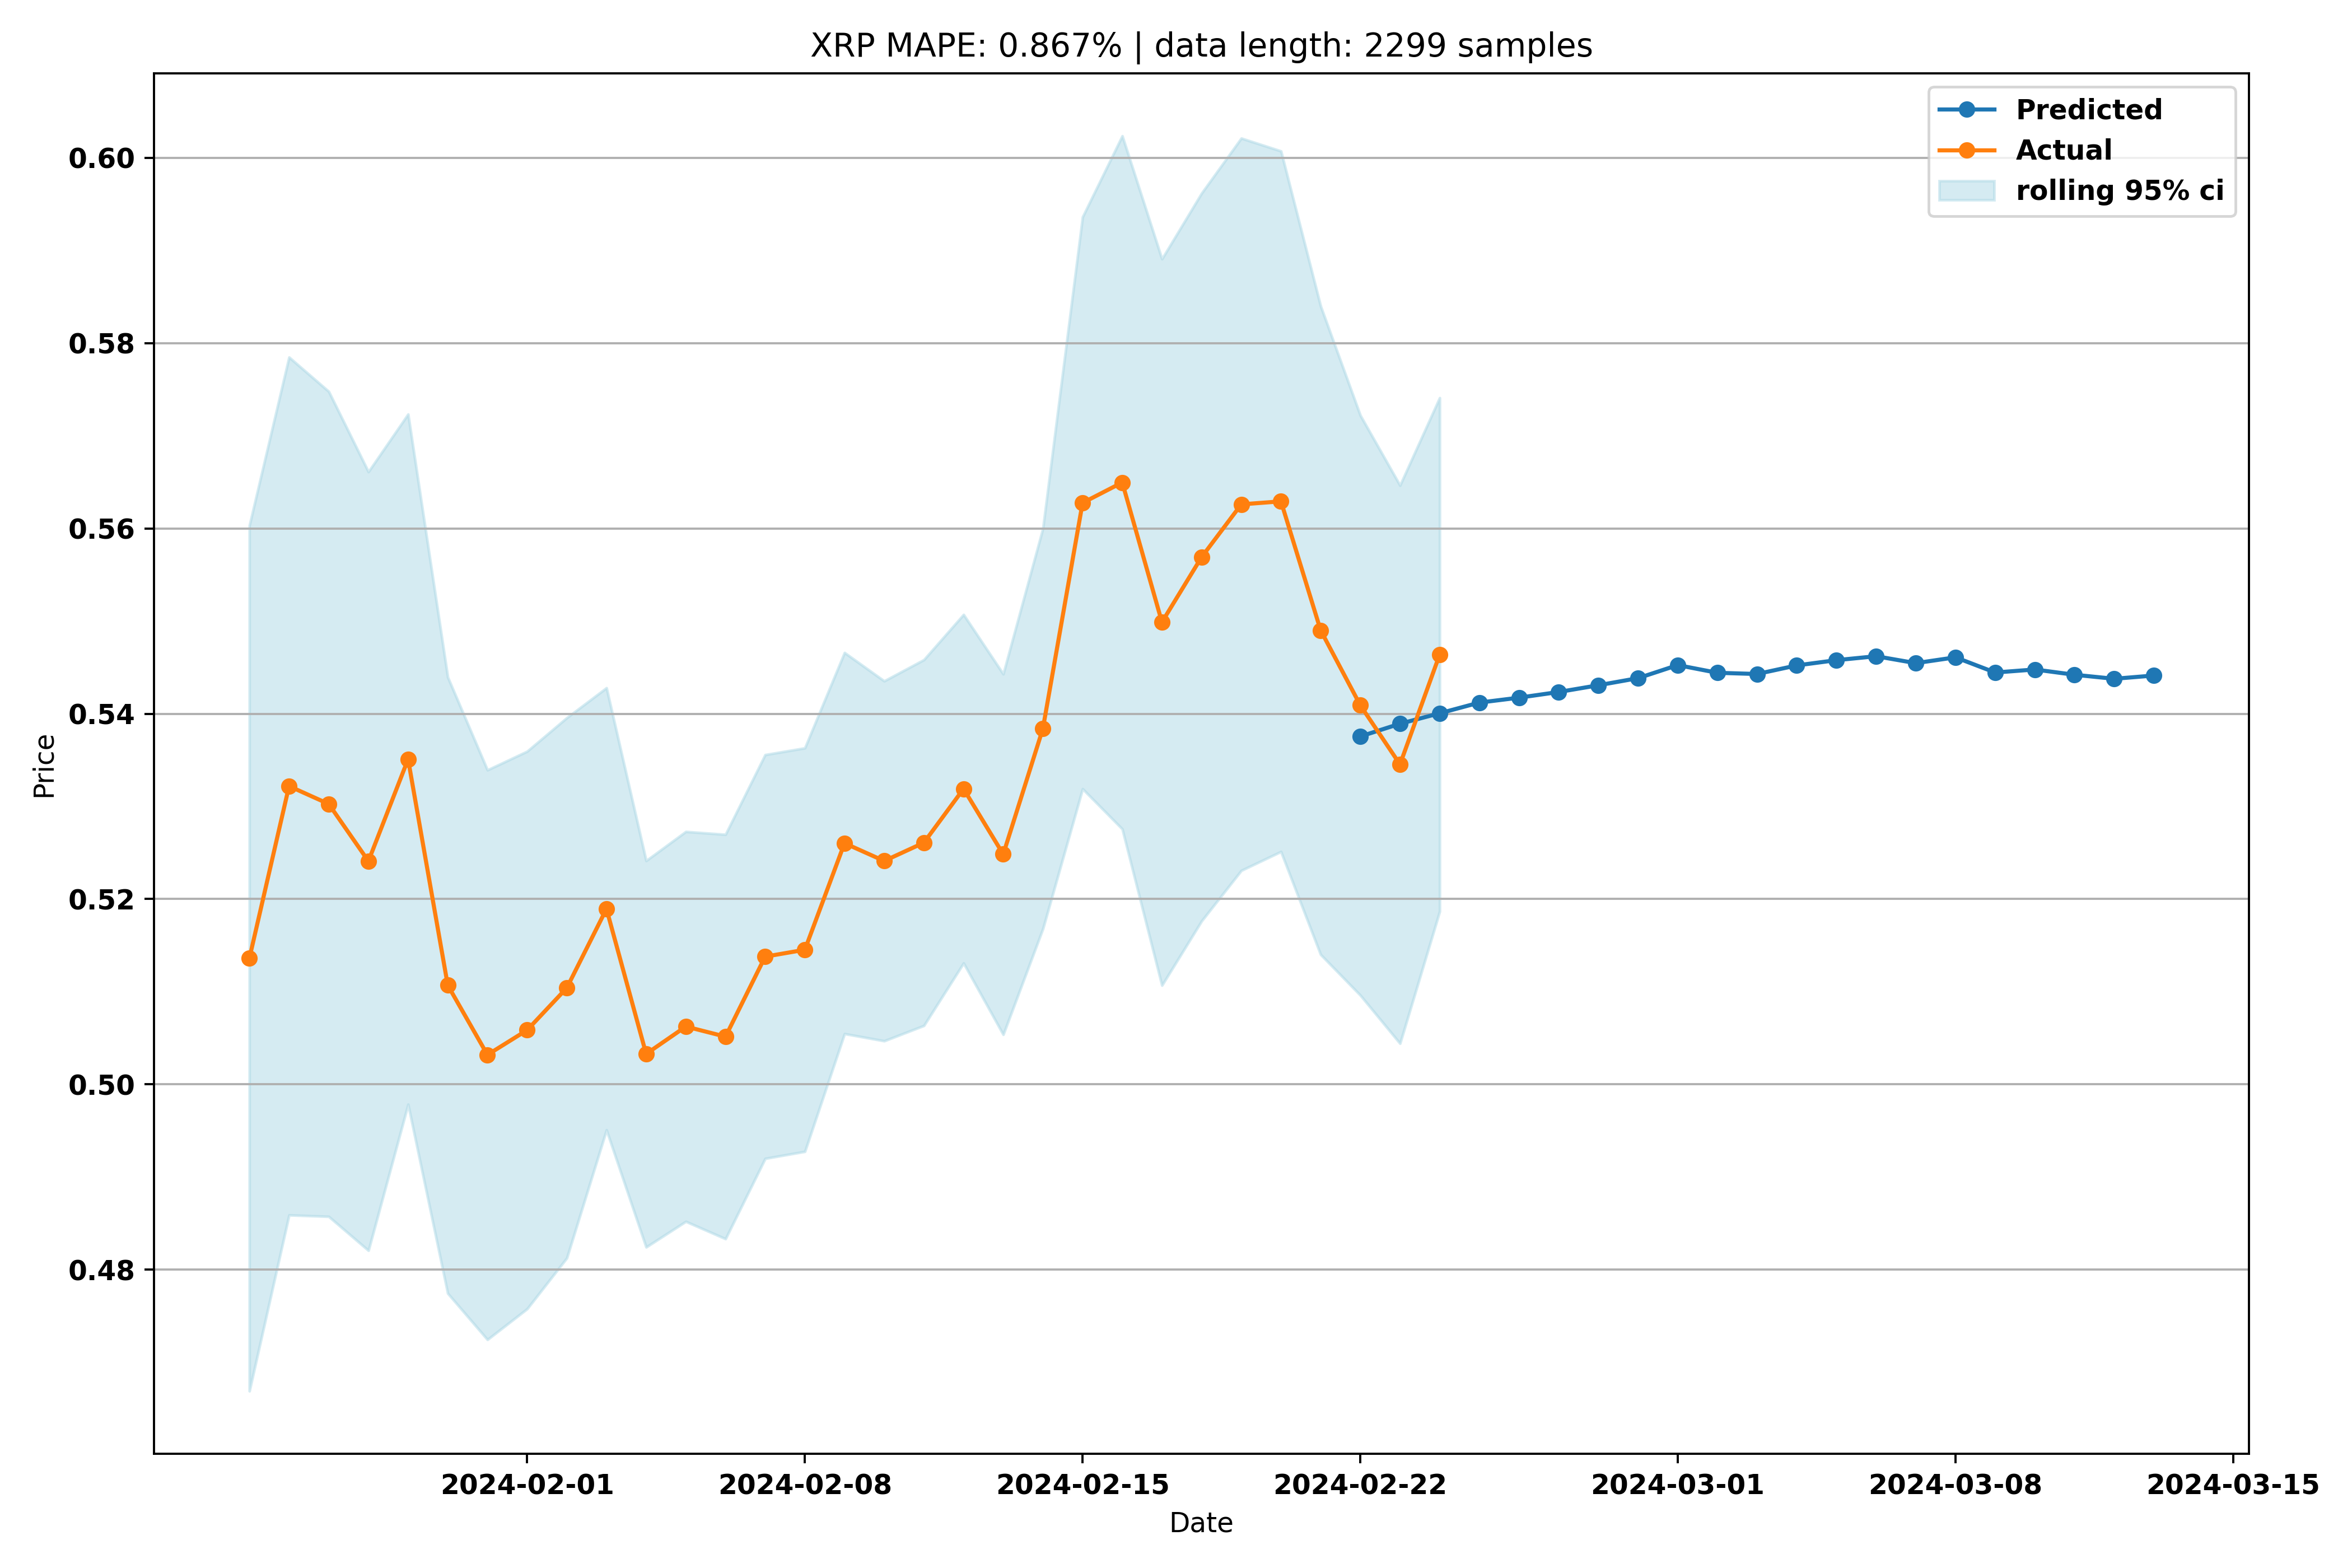 XRP MAPE: 0.867% | data length: 2299 samples
Predicted
Actual
rolling 95% ci
0.60
0.58
0.56
0.54
0.52
0.50
0.48
Price
2024-02-01
2024-02-08
2024-02-15
2024-02-22
2024-03-01
2024-03-08
2024-03-15
Date